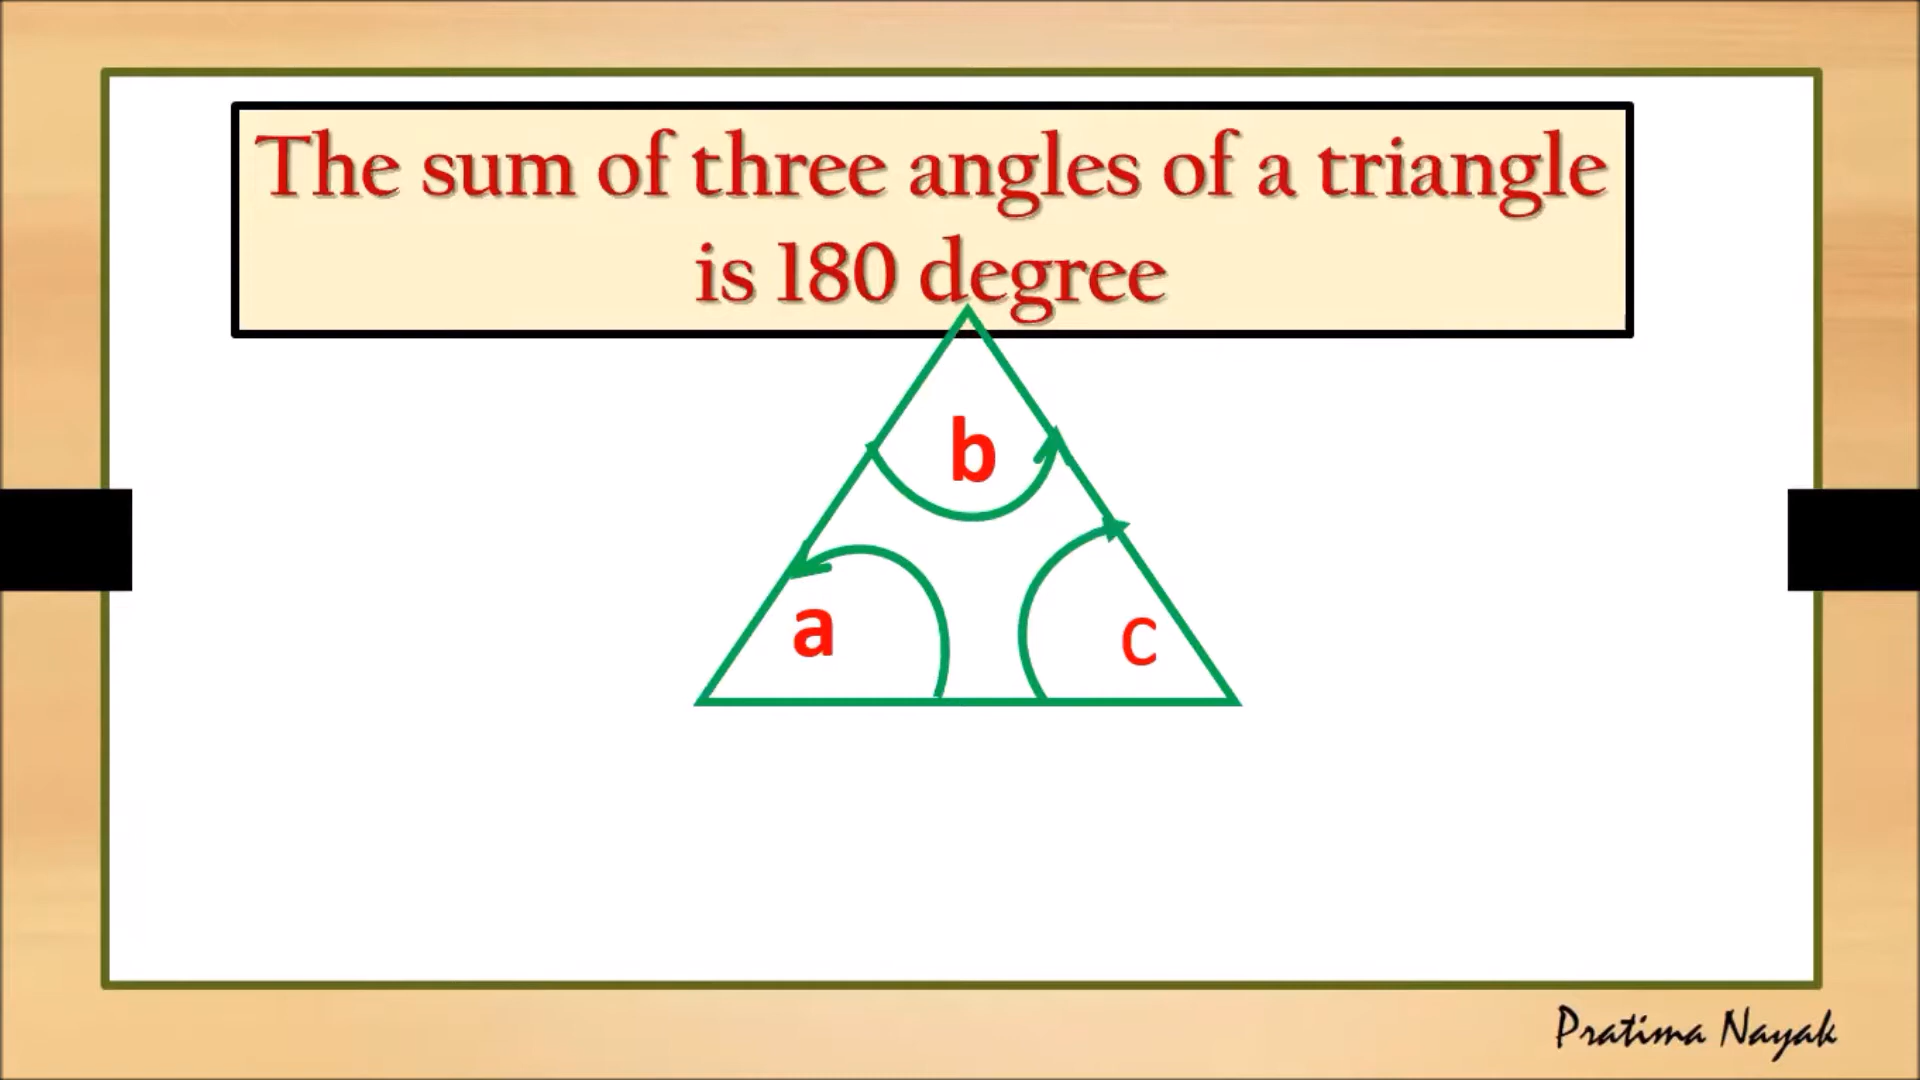 The sum of three angles of a triangle
is 180 degree
b
a
c
Pratima Nayak